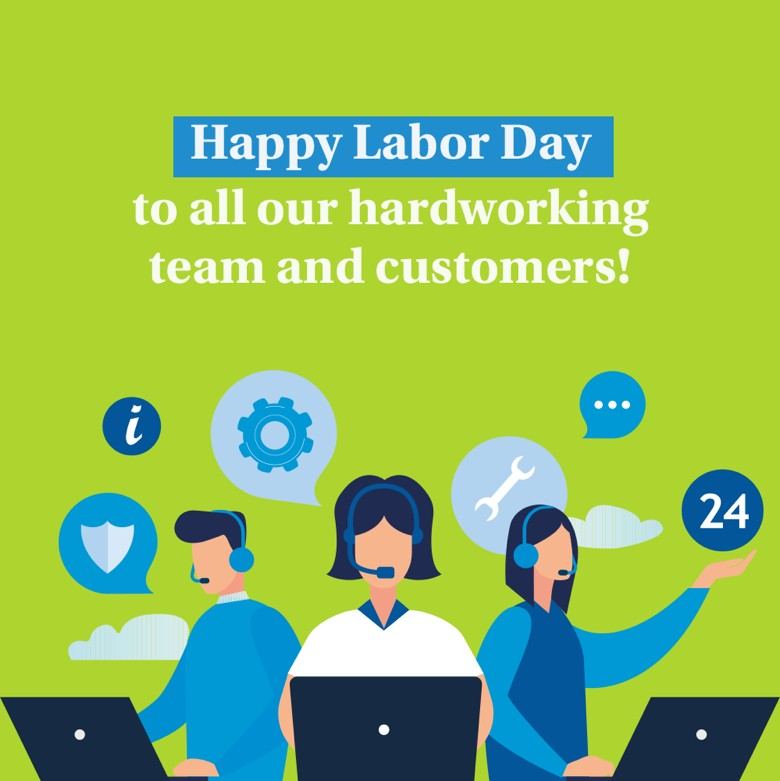 Happy Labor Day
to all our hardworking
team and customers!
i
24